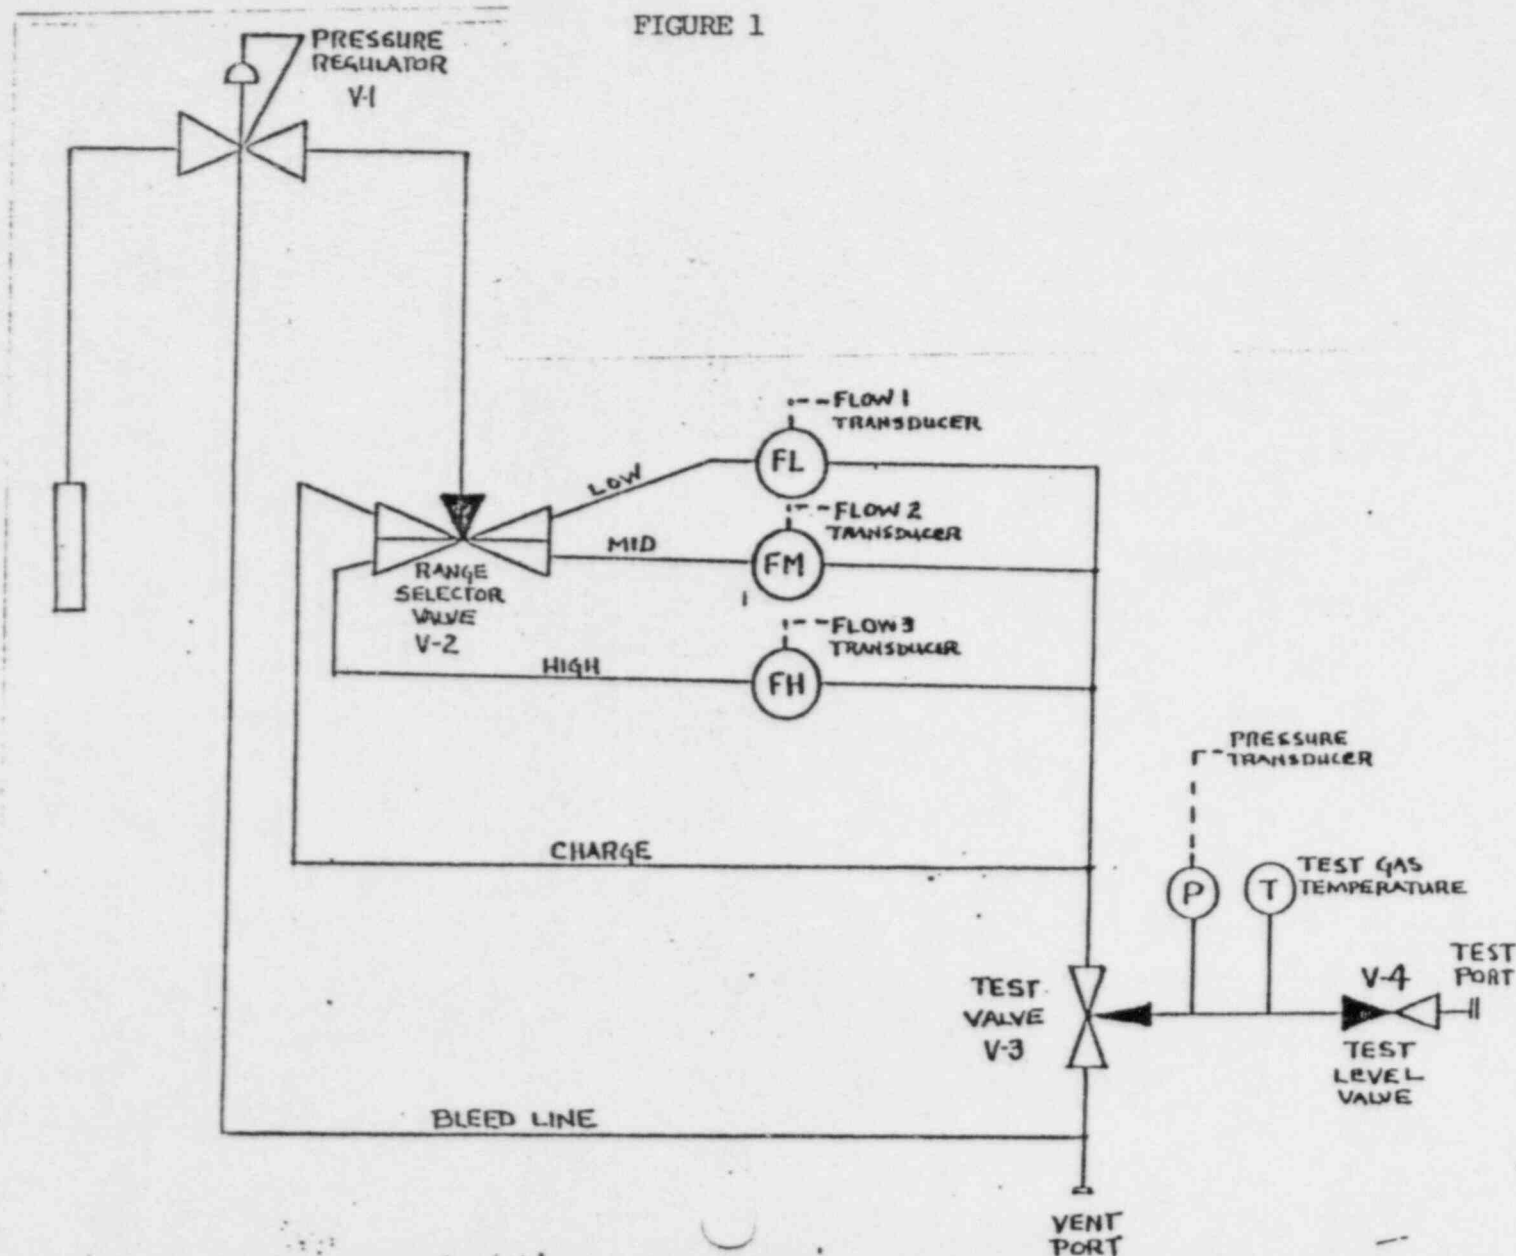 FIGURE 1
PRESSURE
REGULATOR
V-1
FLOW 1
TRANSDUCER
LOW
FL
FLOW 2
TRANSDUCER
MID
FM
RANGE
SELECTOR
VALVE
V-2
FLOW 3
TRANSDUCER
HIGH
FH
PRESSURE
TRANSDUCER
CHARGE
P
T
TEST GAS
TEMPERATURE
TEST
VALVE
V-3
V-4
TEST
PORT
TEST
LEVEL
VALVE
BLEED LINE
VENT
PORT